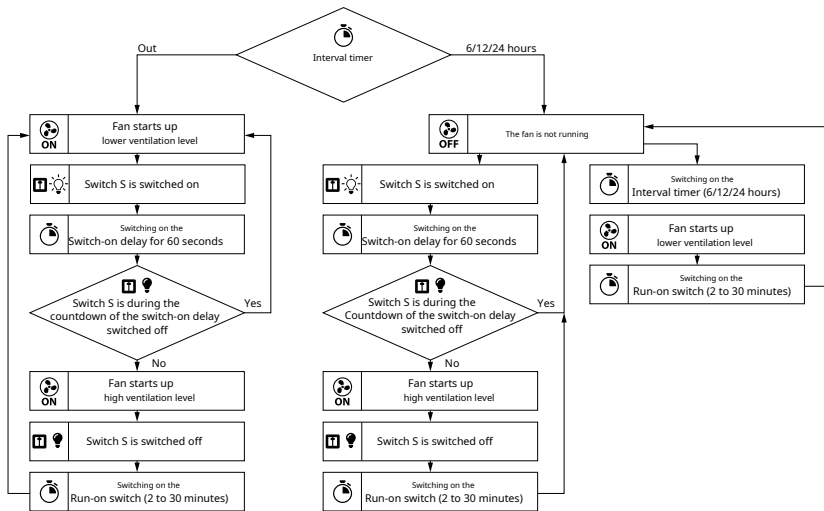 Interval timer
Out
6/12/24 hours
ON
Fan starts up
lower ventilation level
Switch S is switched on
Switching on the
Switch-on delay for 60 seconds
Switch S is during the
countdown of the switch-on delay
switched off
Yes
No
ON
Fan starts up
high ventilation level
Switch S is switched off
Switching on the
Run-on switch (2 to 30 minutes)
OFF
The fan is not running
Switch S is switched on
Switching on the
Switch-on delay for 60 seconds
Switch S is during the
Countdown of the switch-on delay
switched off
Yes
No
ON
Fan starts up
high ventilation level
Switch S is switched off
Switching on the
Run-on switch (2 to 30 minutes)
Switching on the
Interval timer (6/12/24 hours)
ON
Fan starts up
lower ventilation level
Switching on the
Run-on switch (2 to 30 minutes)